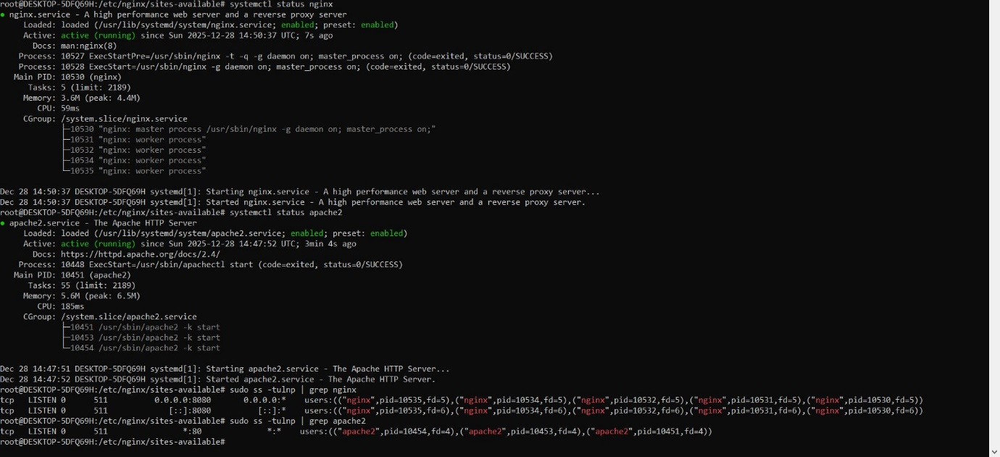 root@DESKTOP-5DFQ69H:/etc/nginx/sites-available# systemctl status nginx
● nginx.service - A high performance web server and a reverse proxy server
     Loaded: loaded (/usr/lib/systemd/system/nginx.service; enabled; preset: enabled)
     Active: active (running) since Sun 2025-12-28 14:50:37 UTC; 7s ago
       Docs: man:nginx(8)
    Process: 10527 ExecStartPre=/usr/sbin/nginx -t -q -g daemon on; master_process on; (code=exited, status=0/SUCCESS)
    Process: 10528 ExecStart=/usr/sbin/nginx -g daemon on; master_process on; (code=exited, status=0/SUCCESS)
   Main PID: 10530 (nginx)
      Tasks: 5 (limit: 2189)
     Memory: 3.6M (peak: 4.4M)
        CPU: 59ms
     CGroup: /system.slice/nginx.service
             ├─10530 "nginx: master process /usr/sbin/nginx -g daemon on; master_process on;"
             ├─10531 "nginx: worker process"
             ├─10532 "nginx: worker process"
             ├─10534 "nginx: worker process"
             └─10535 "nginx: worker process"
Dec 28 14:50:37 DESKTOP-5DFQ69H systemd[1]: Starting nginx.service - A high performance web server and a reverse proxy server...
Dec 28 14:50:37 DESKTOP-5DFQ69H systemd[1]: Started nginx.service - A high performance web server and a reverse proxy server.
root@DESKTOP-5DFQ69H:/etc/nginx/sites-available# systemctl status apache2
● apache2.service - The Apache HTTP Server
     Loaded: loaded (/usr/lib/systemd/system/apache2.service; enabled; preset: enabled)
     Active: active (running) since Sun 2025-12-28 14:47:52 UTC; 3min 4s ago
       Docs: https://httpd.apache.org/docs/2.4/
    Process: 10448 ExecStart=/usr/sbin/apachectl start (code=exited, status=0/SUCCESS)
   Main PID: 10451 (apache2)
      Tasks: 55 (limit: 2189)
     Memory: 5.6M (peak: 6.5M)
        CPU: 185ms
     CGroup: /system.slice/apache2.service
             ├─10451 /usr/sbin/apache2 -k start
             ├─10453 /usr/sbin/apache2 -k start
             └─10454 /usr/sbin/apache2 -k start
Dec 28 14:47:51 DESKTOP-5DFQ69H systemd[1]: Starting apache2.service - The Apache HTTP Server...
Dec 28 14:47:52 DESKTOP-5DFQ69H systemd[1]: Started apache2.service - The Apache HTTP Server.
root@DESKTOP-5DFQ69H:/etc/nginx/sites-available# sudo ss -tulnp | grep nginx
tcp   LISTEN 0      511          0.0.0.0:8080      0.0.0.0:*    users:(("nginx",pid=10535,fd=5),("nginx",pid=10534,fd=5),("nginx",pid=10532,fd=5),("nginx",pid=10531,fd=5),("nginx",pid=10530,fd=5))
tcp   LISTEN 0      511             [::]:8080         [::]:*    users:(("nginx",pid=10535,fd=6),("nginx",pid=10534,fd=6),("nginx",pid=10532,fd=6),("nginx",pid=10531,fd=6),("nginx",pid=10530,fd=6))
root@DESKTOP-5DFQ69H:/etc/nginx/sites-available# sudo ss -tulnp | grep apache2
tcp   LISTEN 0      511                *:80              *:*    users:(("apache2",pid=10454,fd=4),("apache2",pid=10453,fd=4),("apache2",pid=10451,fd=4))
root@DESKTOP-5DFQ69H:/etc/nginx/sites-available#